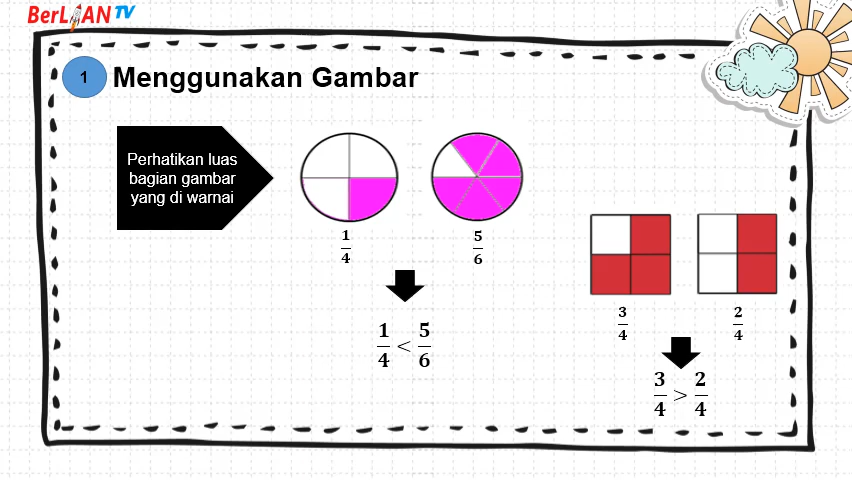 BerLIAN TV
1 Menggunakan Gambar
Perhatikan luas
bagian gambar
yang di warnai
1/4
5/6
1/4 < 5/6
3/4
2/4
3/4 > 2/4